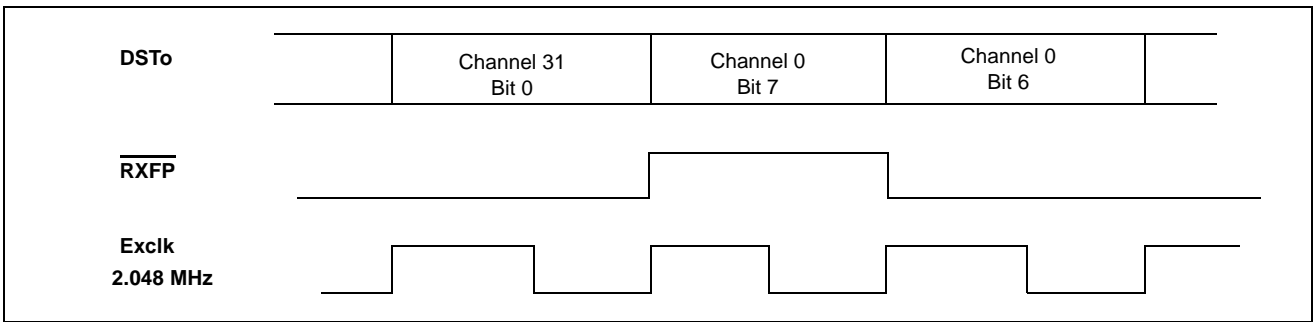 DSTo
Channel 31
Bit 0
Channel 0
Bit 7
Channel 0
Bit 6
RXFP
Exclk
2.048 MHz